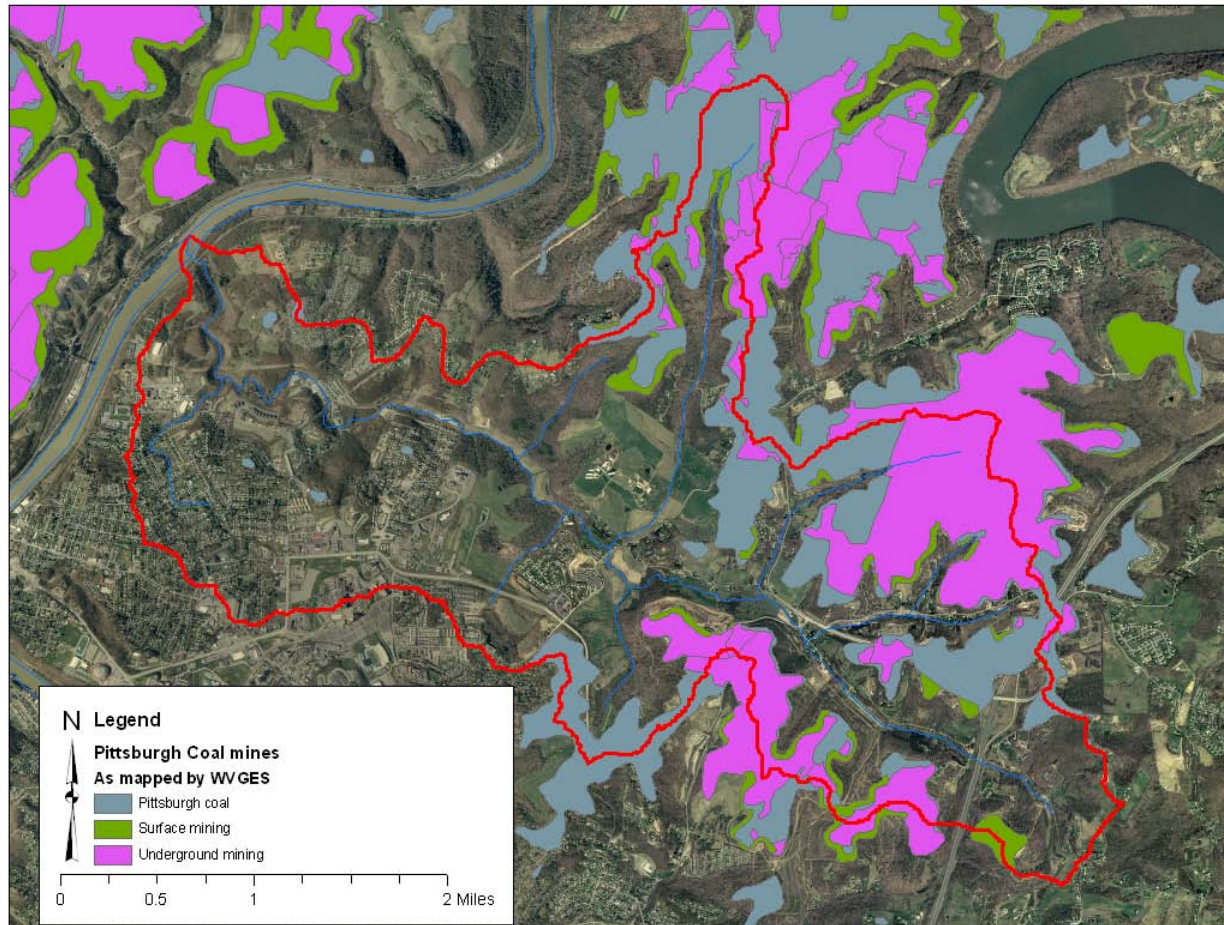 N Legend
Pittsburgh Coal mines
As mapped by WVGES
Pittsburgh coal
Surface mining
Underground mining
0 0.5 1 2 Miles